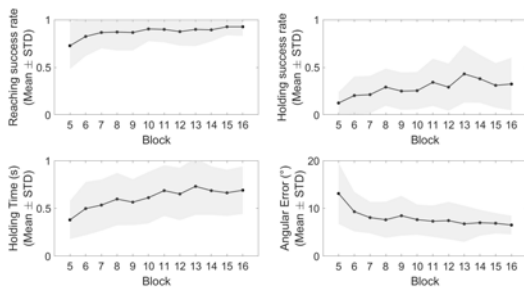 Reaching success rate
(Mean ± STD)
1
0.5
0
5 6 7 8 9 10 11 12 13 14 15 16
Block
Holding success rate
(Mean ± STD)
1
0.5
0
5 6 7 8 9 10 11 12 13 14 15 16
Block
Holding Time (s)
(Mean ± STD)
1
0.5
0
5 6 7 8 9 10 11 12 13 14 15 16
Block
Angular Error (°)
(Mean ± STD)
20
10
0
5 6 7 8 9 10 11 12 13 14 15 16
Block